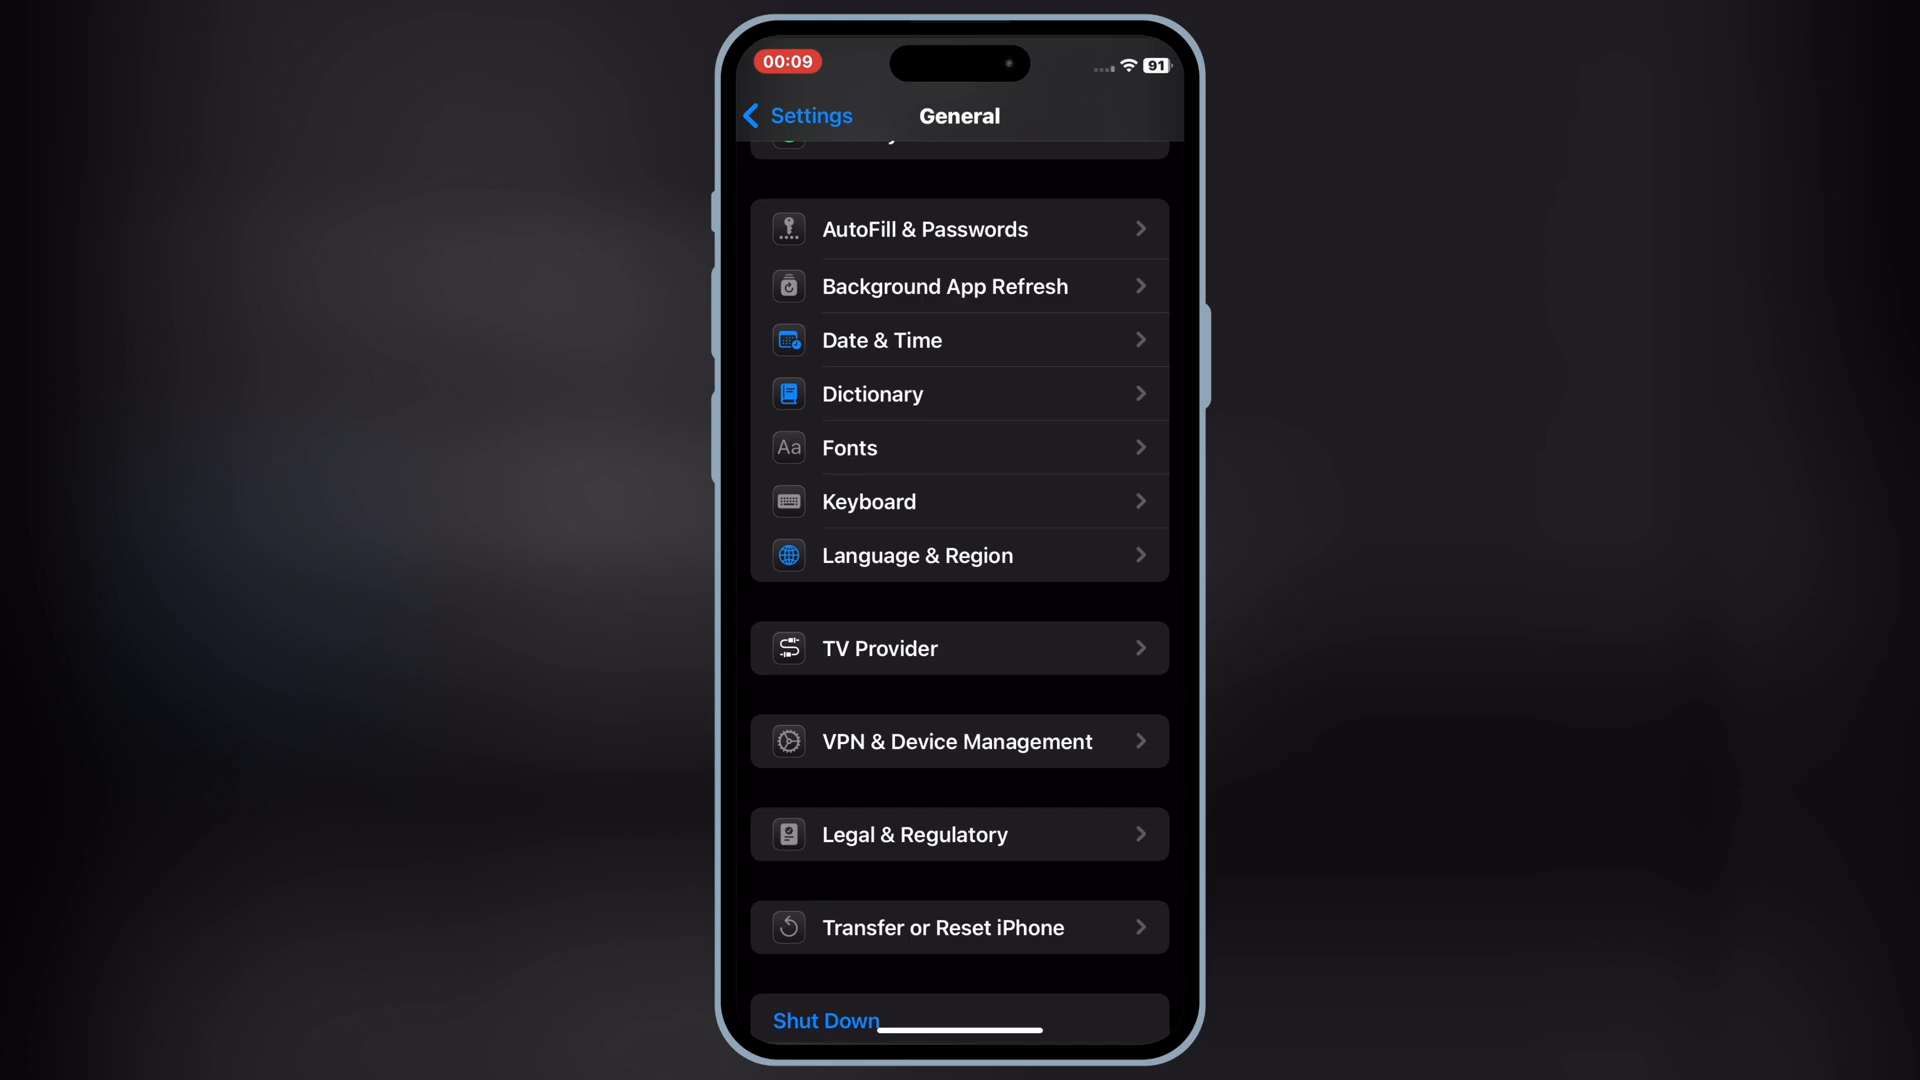 00:09
91
Settings
General
AutoFill & Passwords
Background App Refresh
Date & Time
Dictionary
Aa
Fonts
Keyboard
Language & Region
TV Provider
VPN & Device Management
Legal & Regulatory
Transfer or Reset iPhone
Shut Down